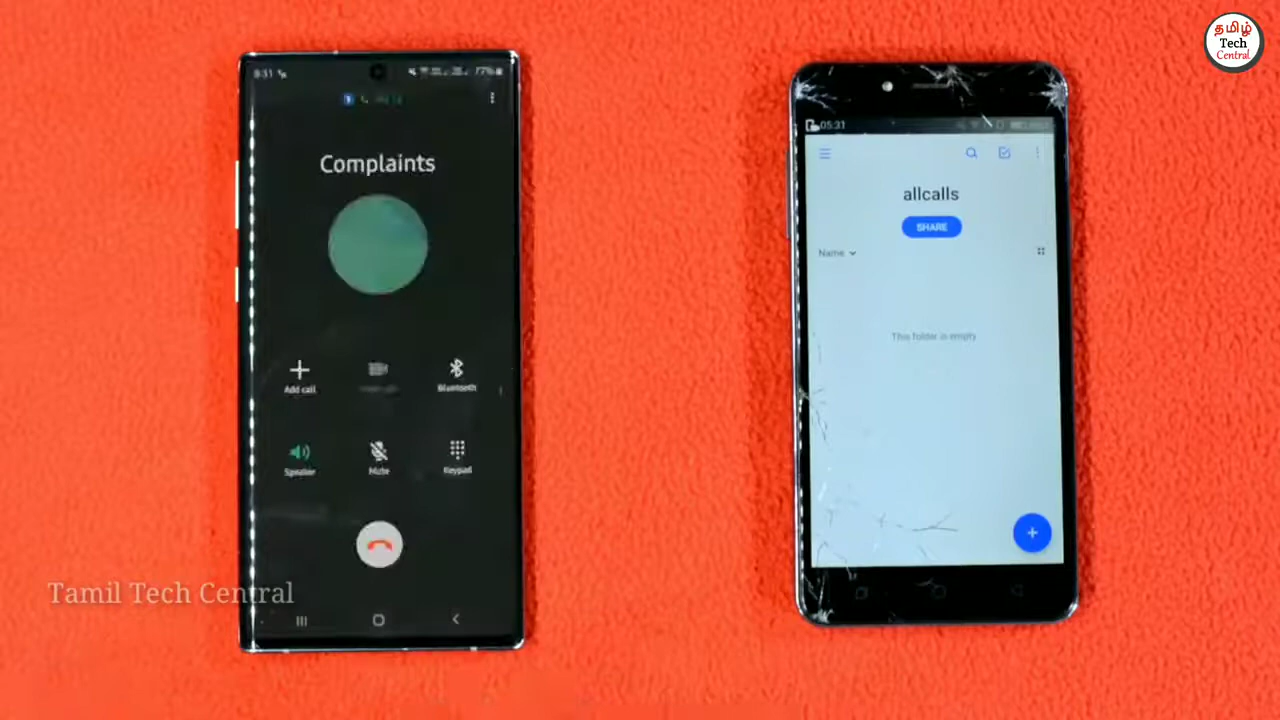 தமிழ்
Tech
Central
Complaints
Add call
Bluetooth
Speaker
Mute
Keypad
05:31
allcalls
SHARE
Name
This folder is empty
Tamil Tech Central